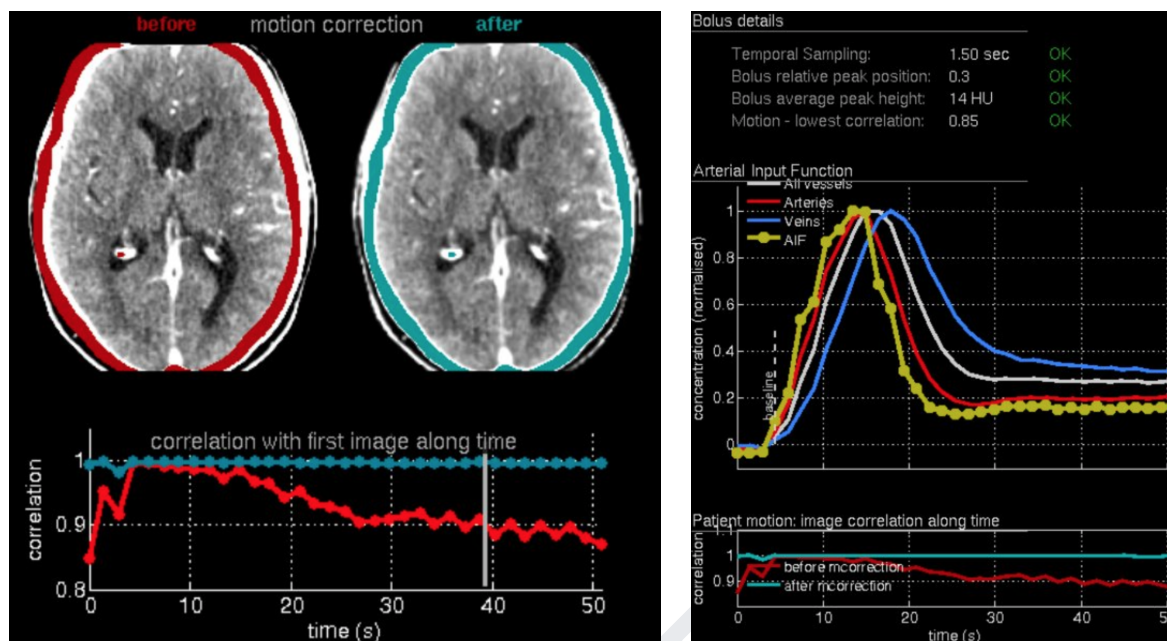 before motion correction after
correlation with first image along time
correlation
1
0.9
0.8
0 10 20 30 40 50
time (s)
Bolus details
Temporal Sampling: 1.50 sec OK
Bolus relative peak position: 0.3 OK
Bolus average peak height: 14 HU OK
Motion - lowest correlation: 0.85 OK
Arterial Input Function
All vessels
Arteries
Veins
AIF
concentration (normalised)
1
0.8
0.6
0.4
0.2
0
baseline
0 10 20 30 40 50
Patient motion: image correlation along time
correlation
1.1
1
0.9
before mcorrection
after mcorrection
0 10 20 30 40 50
time (s)